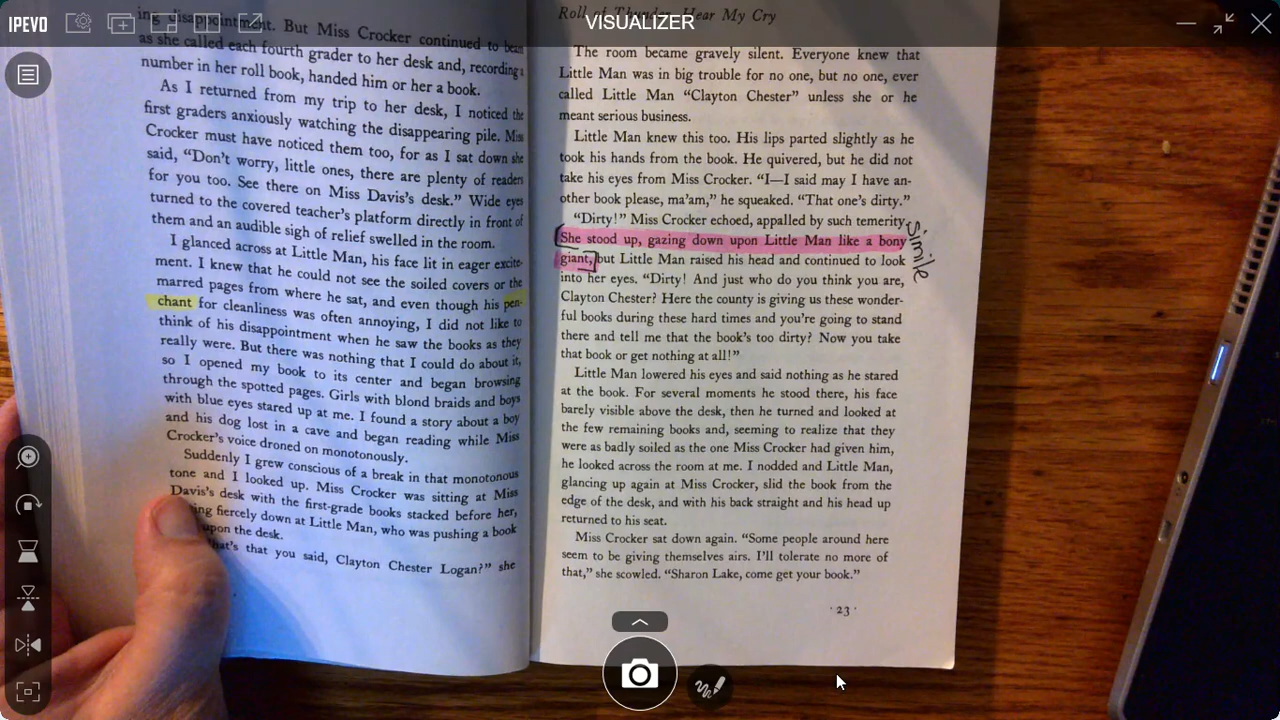 IPEVO
VISUALIZER
ing disappointment. But Miss Crocker continued to beam
as she called each fourth grader to her desk and, recording a
number in her roll book, handed him or her a book.
As I returned from my trip to her desk, I noticed the
first graders anxiously watching the disappearing pile. Miss
Crocker must have noticed them too, for as I sat down she
said, “Don’t worry, little ones, there are plenty of readers
for you too. See there on Miss Davis’s desk.” Wide eyes
turned to the covered teacher’s platform directly in front of
them and an audible sigh of relief swelled in the room.
I glanced across at Little Man, his face lit in eager excite-
ment. I knew that he could not see the soiled covers or the
marred pages from where he sat, and even though his pen-
chant for cleanliness was often annoying, I did not like to
think of his disappointment when he saw the books as they
really were. But there was nothing that I could do about it,
so I opened my book to its center and began browsing
through the spotted pages. Girls with blond braids and boys
with blue eyes stared up at me. I found a story about a boy
and his dog lost in a cave and began reading while Miss
Crocker’s voice droned on monotonously.
Suddenly I grew conscious of a break in that monotonous
tone and I looked up. Miss Crocker was sitting at Miss
Davis’s desk with the first-grade books stacked before her,
ing fiercely down at Little Man, who was pushing a book
upon the desk.
hat’s that you said, Clayton Chester Logan?” she
Roll of Thunder, Hear My Cry
The room became gravely silent. Everyone knew that
Little Man was in big trouble for no one, but no one, ever
called Little Man “Clayton Chester” unless she or he
meant serious business.
Little Man knew this too. His lips parted slightly as he
took his hands from the book. He quivered, but he did not
take his eyes from Miss Crocker. “I—I said may I have an-
other book please, ma’am,” he squeaked. “That one’s dirty.”
“Dirty!” Miss Crocker echoed, appalled by such temerity.
She stood up, gazing down upon Little Man like a bony
giant, but Little Man raised his head and continued to look
into her eyes. “Dirty! And just who do you think you are,
Clayton Chester? Here the county is giving us these wonder-
ful books during these hard times and you’re going to stand
there and tell me that the book’s too dirty? Now you take
that book or get nothing at all!”
Little Man lowered his eyes and said nothing as he stared
at the book. For several moments he stood there, his face
barely visible above the desk, then he turned and looked at
the few remaining books and, seeming to realize that they
were as badly soiled as the one Miss Crocker had given him,
he looked across the room at me. I nodded and Little Man,
glancing up again at Miss Crocker, slid the book from the
edge of the desk, and with his back straight and his head up
returned to his seat.
Miss Crocker sat down again. “Some people around here
seem to be giving themselves airs. I’ll tolerate no more of
that,” she scowled. “Sharon Lake, come get your book.”
· 23 ·
Simile